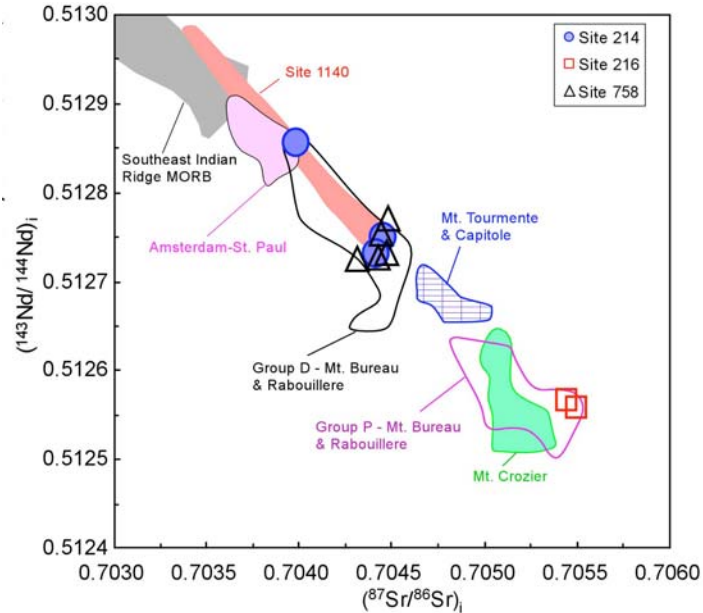 0.5130
0.5129
0.5128
0.5127
0.5126
0.5125
0.5124
(¹⁴³Nd/ ¹⁴⁴Nd)ᵢ
Site 214
Site 216
Site 758
Site 1140
Southeast Indian
Ridge MORB
Amsterdam-St. Paul
Mt. Tourmente
& Capitole
Group D - Mt. Bureau
& Rabouillere
Group P - Mt. Bureau
& Rabouillere
Mt. Crozier
0.7030 0.7035 0.7040 0.7045 0.7050 0.7055 0.7060
(⁸⁷Sr/⁸⁶Sr)ᵢ